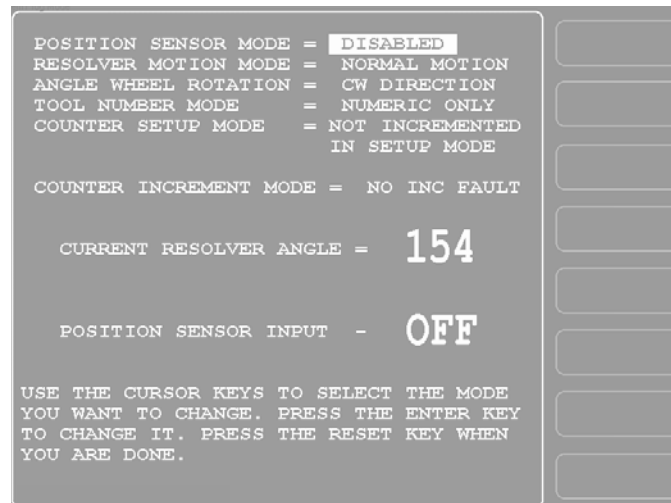 POSITION SENSOR MODE = DISABLED
RESOLVER MOTION MODE = NORMAL MOTION
ANGLE WHEEL ROTATION = CW DIRECTION
TOOL NUMBER MODE = NUMERIC ONLY
COUNTER SETUP MODE = NOT INCREMENTED
IN SETUP MODE
COUNTER INCREMENT MODE = NO INC FAULT
CURRENT RESOLVER ANGLE = 154
POSITION SENSOR INPUT - OFF
USE THE CURSOR KEYS TO SELECT THE MODE
YOU WANT TO CHANGE. PRESS THE ENTER KEY
TO CHANGE IT. PRESS THE RESET KEY WHEN
YOU ARE DONE.